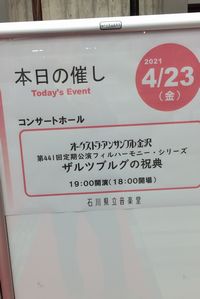 本日の催し
Today's Event
2021
4/23
(金)
コンサートホール
オーケストラ・アンサンブル金沢
第441回定期公演フィルハーモニー・シリーズ
ザルツブルグの祝典
19:00開演(18:00開場)
石川県立音楽堂